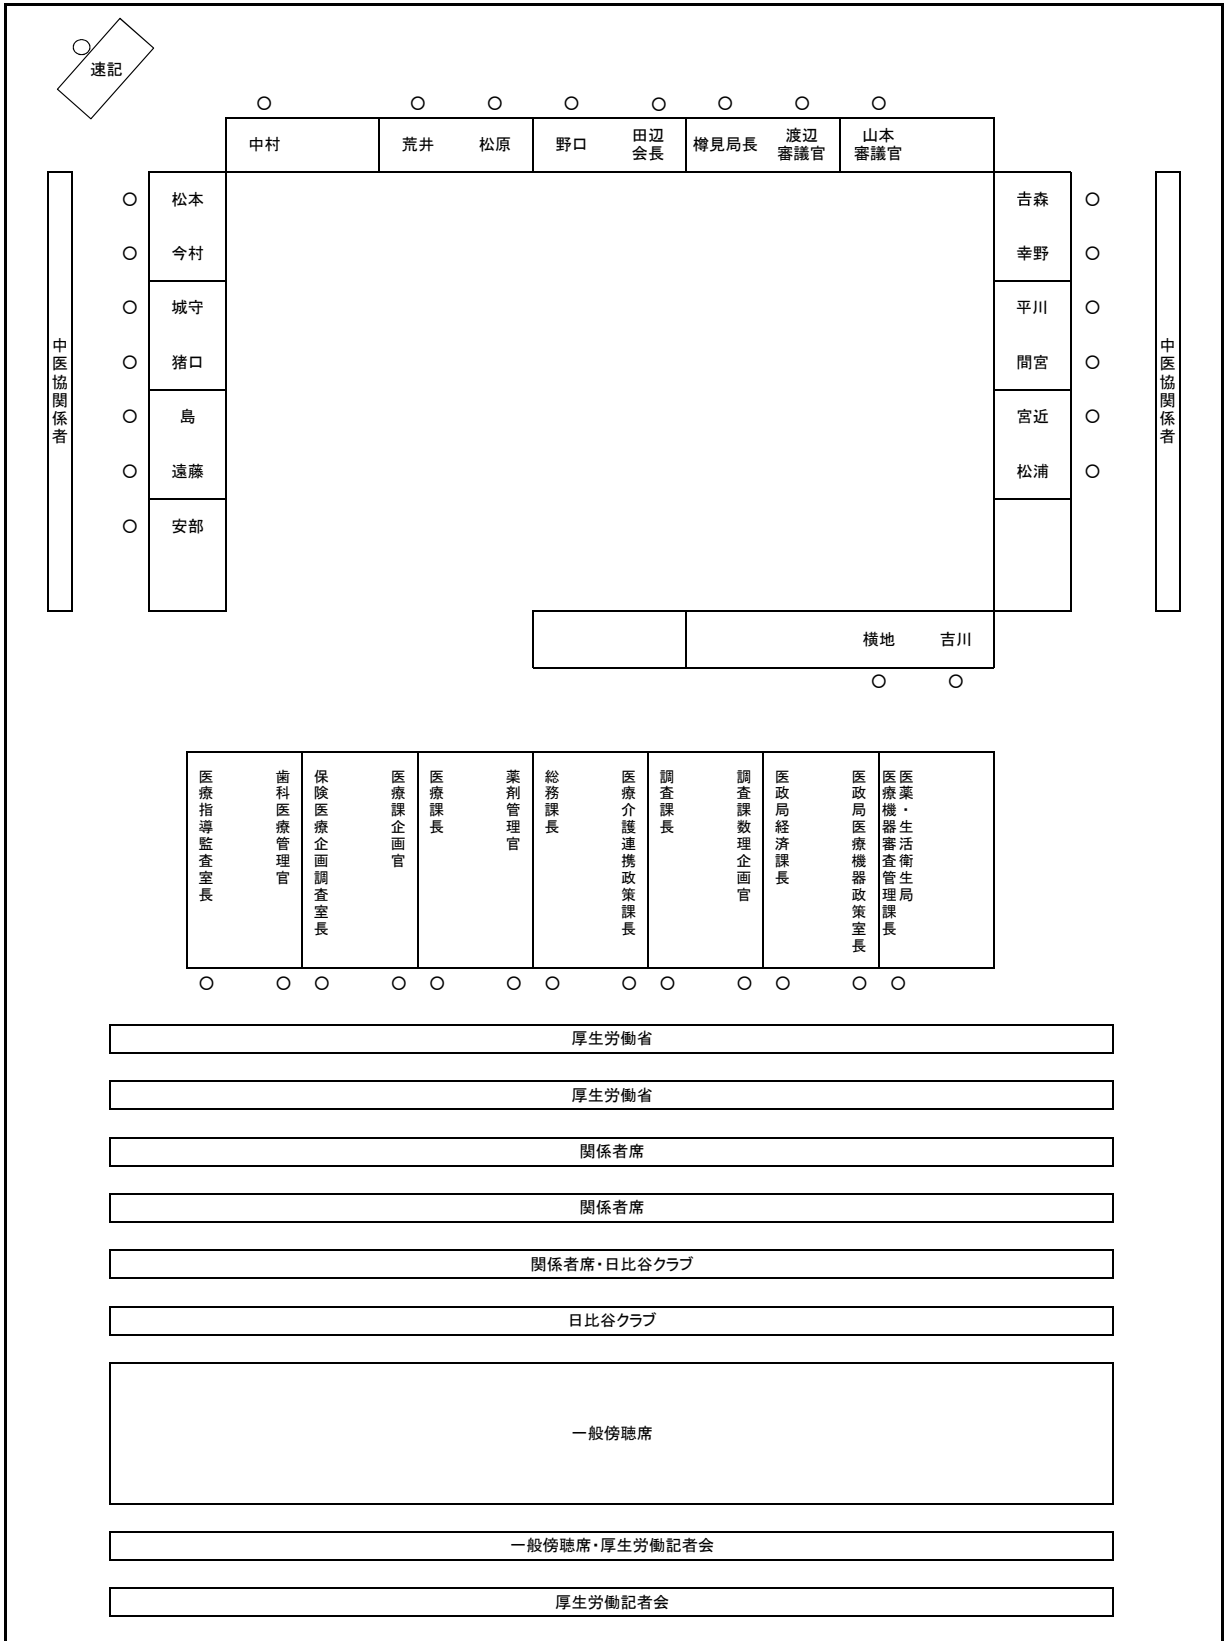 速記
中村
荒井
松原
野口
田辺
会長
樽見局長
渡辺
審議官
山本
審議官
松本
今村
城守
猪口
島
遠藤
安部
𠮷森
幸野
平川
間宮
宮近
松浦
中医協関係者
中医協関係者
横地
吉川
医療指導監査室長
歯科医療管理官
保険医療企画調査室長
医療課企画官
医療課長
薬剤管理官
総務課長
医療介護連携政策課長
調査課長
調査課数理企画官
医政局経済課長
医政局医療機器政策室長
医薬・生活衛生局
医療機器審査管理課長
厚生労働省
厚生労働省
関係者席
関係者席
関係者席・日比谷クラブ
日比谷クラブ
一般傍聴席
一般傍聴席・厚生労働記者会
厚生労働記者会